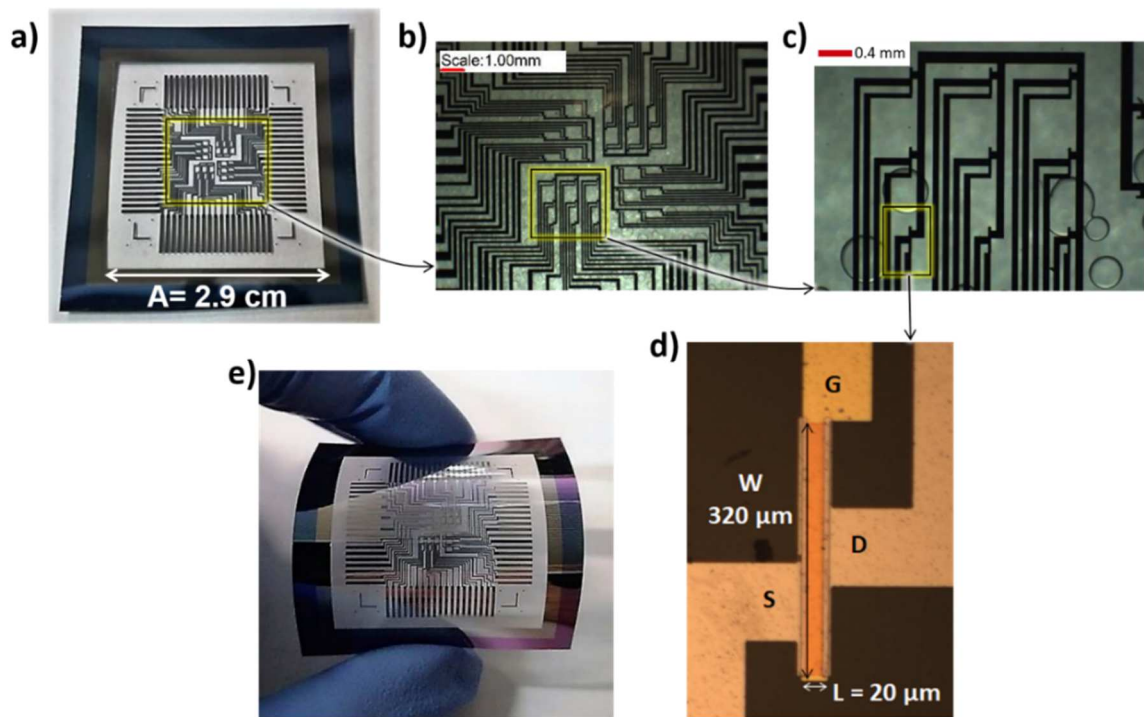 a)
A= 2.9 cm
b)
Scale:1.00mm
c)
0.4 mm
d)
G
W
320 µm
D
S
L = 20 µm
e)